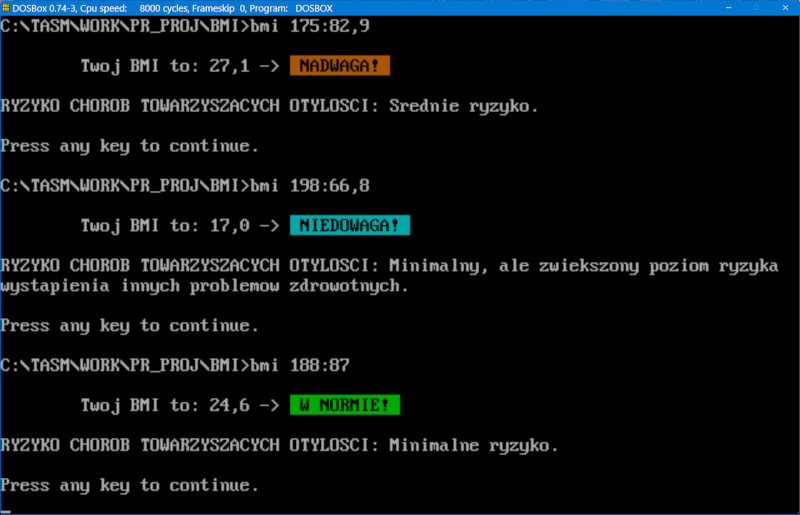 DOSBox 0.74-3, Cpu speed: 8000 cycles, Frameskip 0, Program: DOSBOX
C:\TASM\WORK\PR_PROJ\BMI>bmi 175:82,9
Twoj BMI to: 27,1 -> NADWAGA!
RYZYKO CHOROB TOWARZYSZACYCH OTYLOSCI: Srednie ryzyko.
Press any key to continue.
C:\TASM\WORK\PR_PROJ\BMI>bmi 198:66,8
Twoj BMI to: 17,0 -> NIEDOWAGA!
RYZYKO CHOROB TOWARZYSZACYCH OTYLOSCI: Minimalny, ale zwiekszony poziom ryzyka
wystapienia innych problemow zdrowotnych.
Press any key to continue.
C:\TASM\WORK\PR_PROJ\BMI>bmi 188:87
Twoj BMI to: 24,6 -> W NORMIE!
RYZYKO CHOROB TOWARZYSZACYCH OTYLOSCI: Minimalne ryzyko.
Press any key to continue.